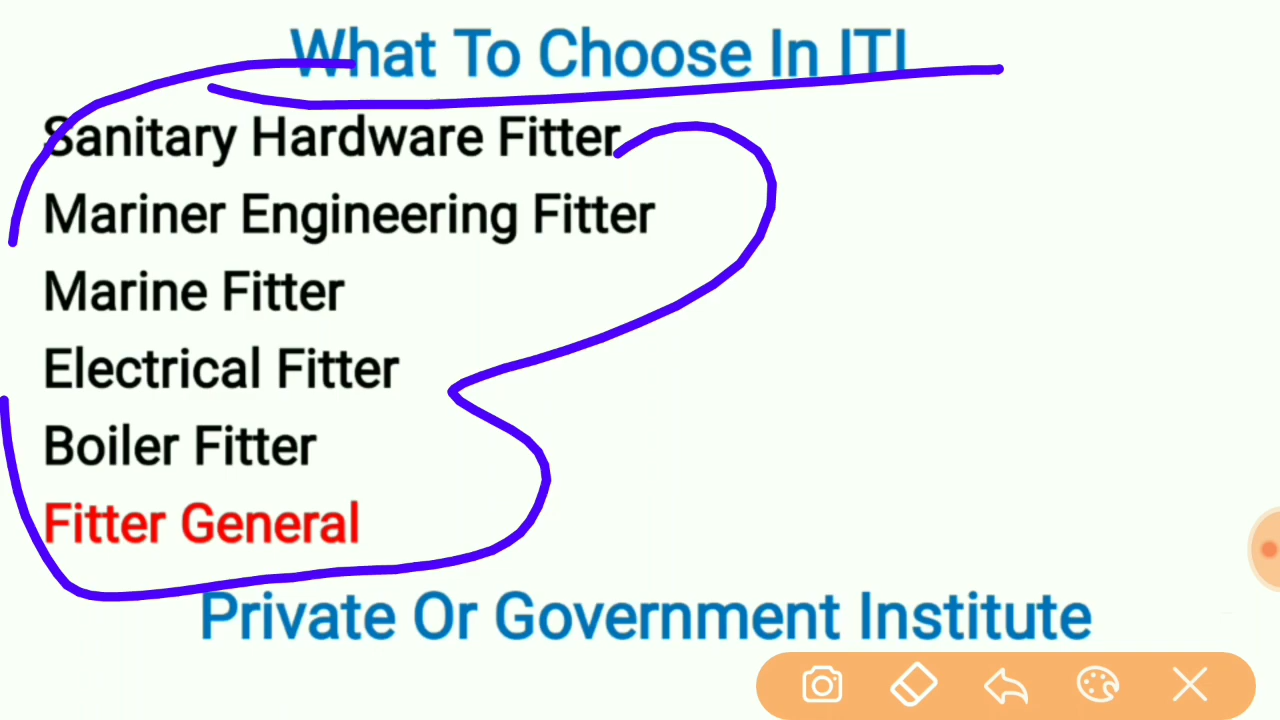 What To Choose In ITI
Sanitary Hardware Fitter
Mariner Engineering Fitter
Marine Fitter
Electrical Fitter
Boiler Fitter
Fitter General
Private Or Government Institute